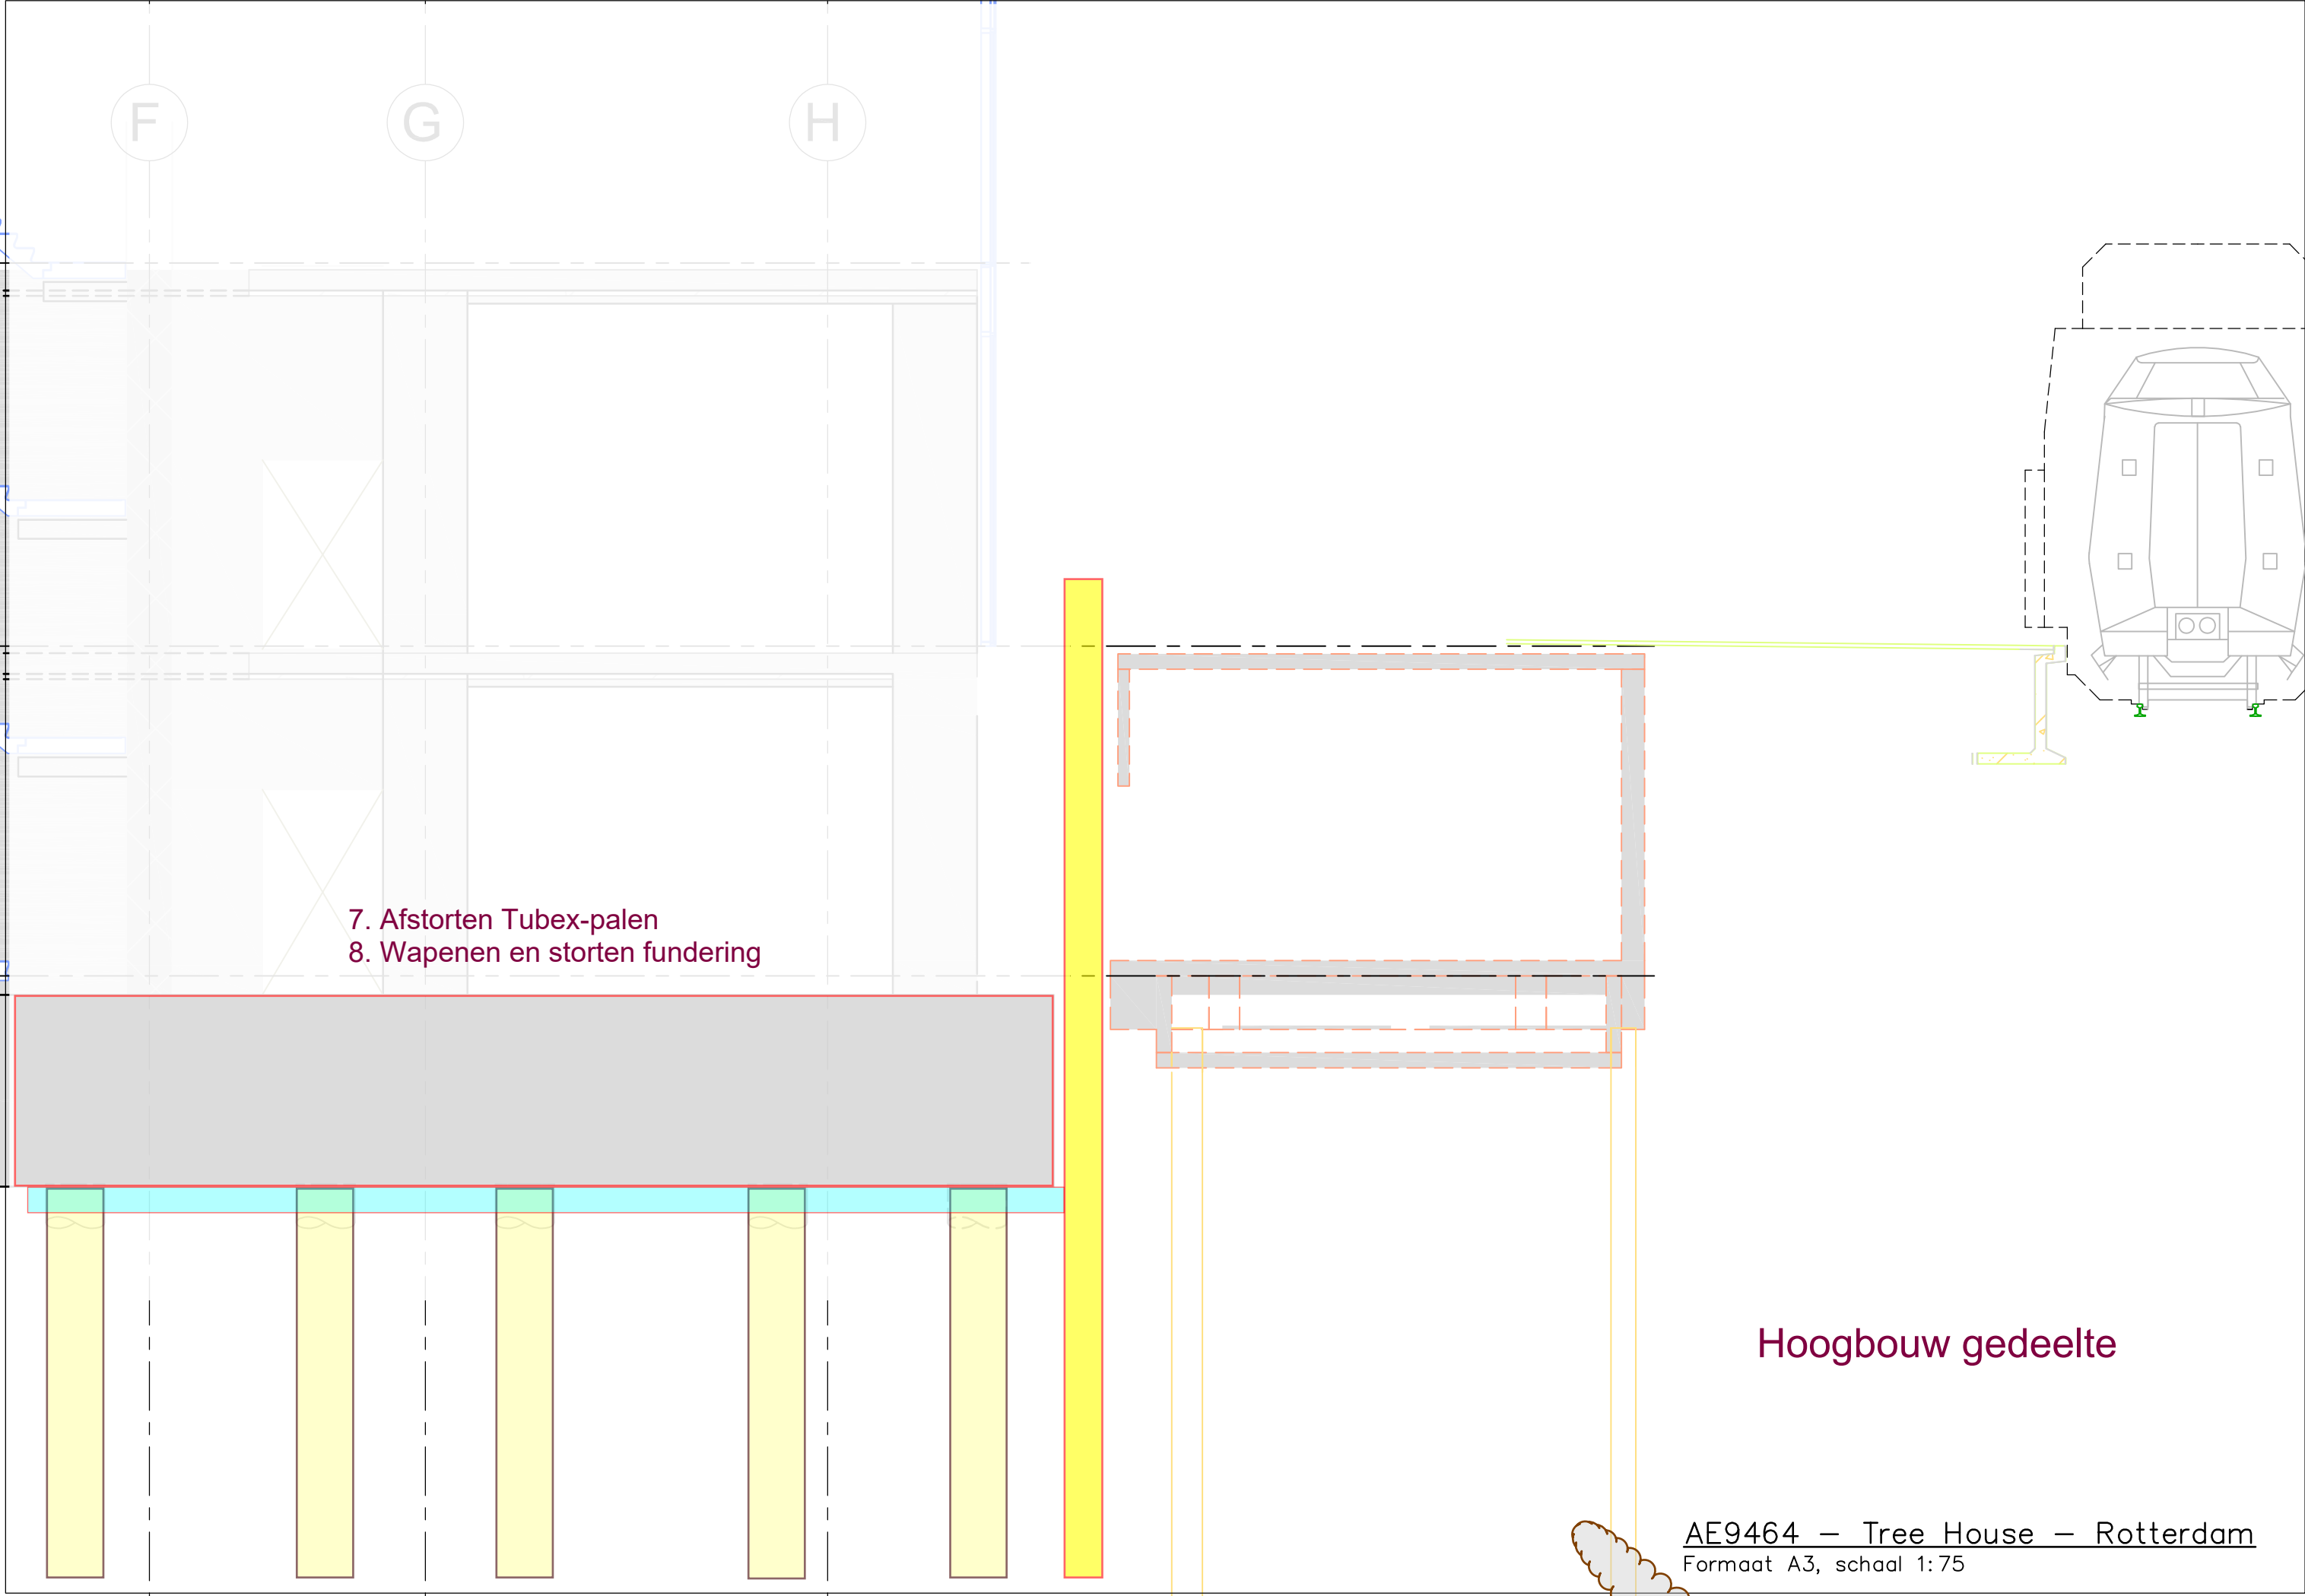 F G H
7. Afstorten Tubex-palen
8. Wapenen en storten fundering
Hoogbouw gedeelte
AE9464 – Tree House – Rotterdam
Formaat A3, schaal 1:75